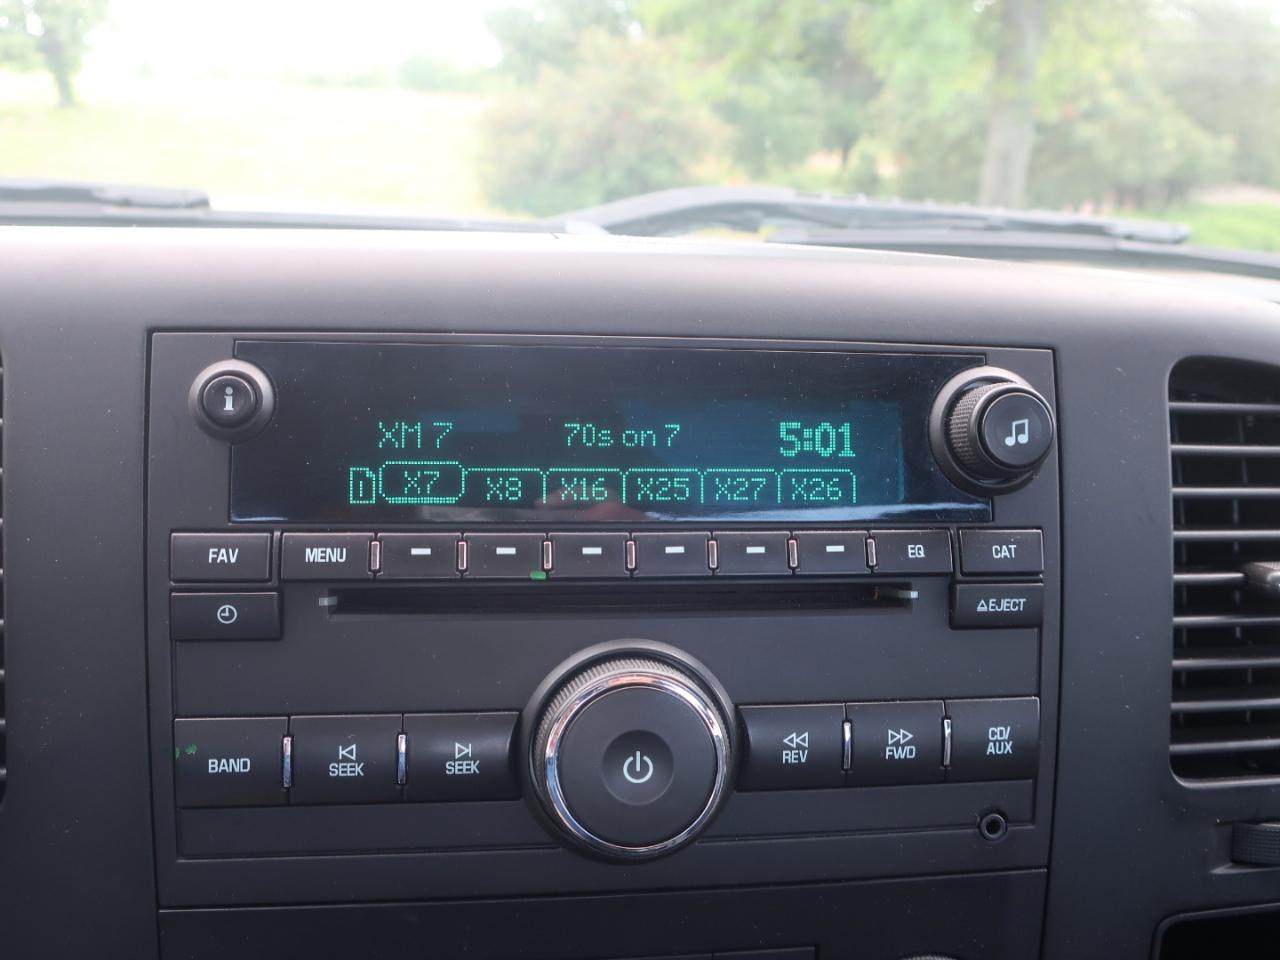 i
XM 7 70s on 7 5:01
1 X7 X8 X16 X25 X27 X26
FAV MENU EQ CAT
EJECT
BAND SEEK SEEK REV FWD CD/
AUX